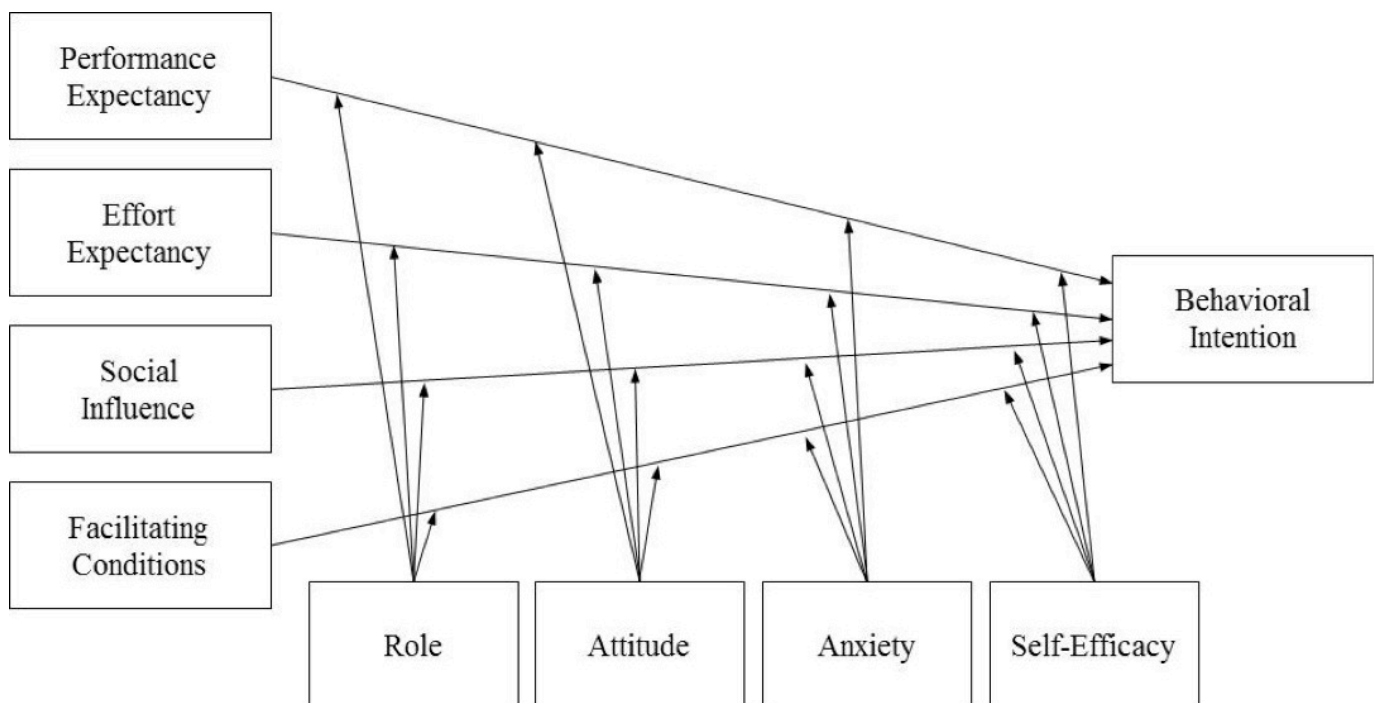 Performance
Expectancy
Effort
Expectancy
Social
Influence
Facilitating
Conditions
Behavioral
Intention
Role
Attitude
Anxiety
Self-Efficacy